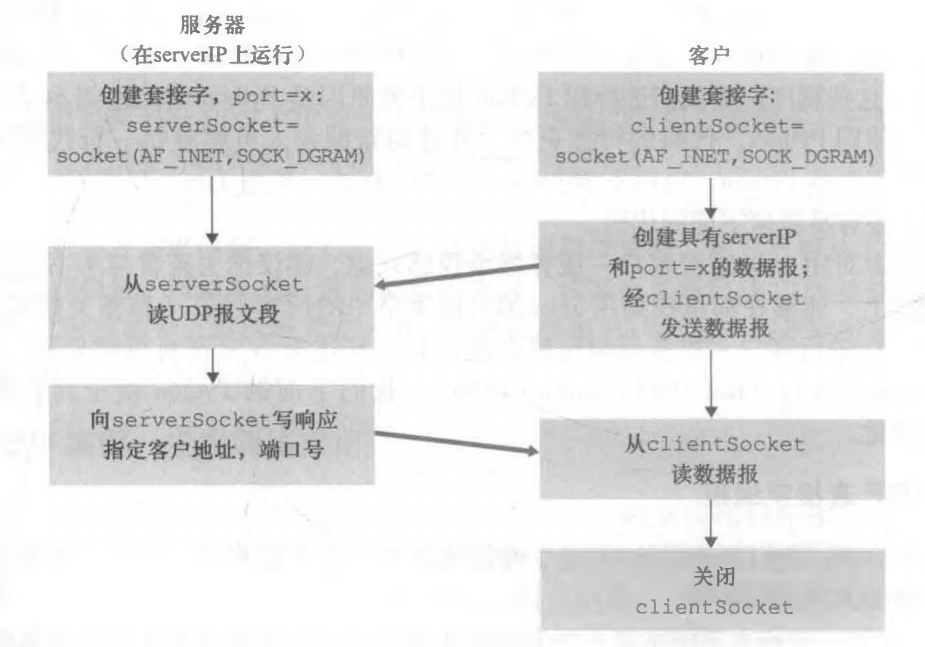 服务器
（在serverIP上运行）
创建套接字，port=x：
serverSocket=
socket(AF_INET,SOCK_DGRAM)
从serverSocket
读UDP报文段
向serverSocket写响应
指定客户地址，端口号
客户
创建套接字：
clientSocket=
socket(AF_INET,SOCK_DGRAM)
创建具有serverIP
和port=x的数据报；
经clientSocket
发送数据报
从clientSocket
读数据报
关闭
clientSocket